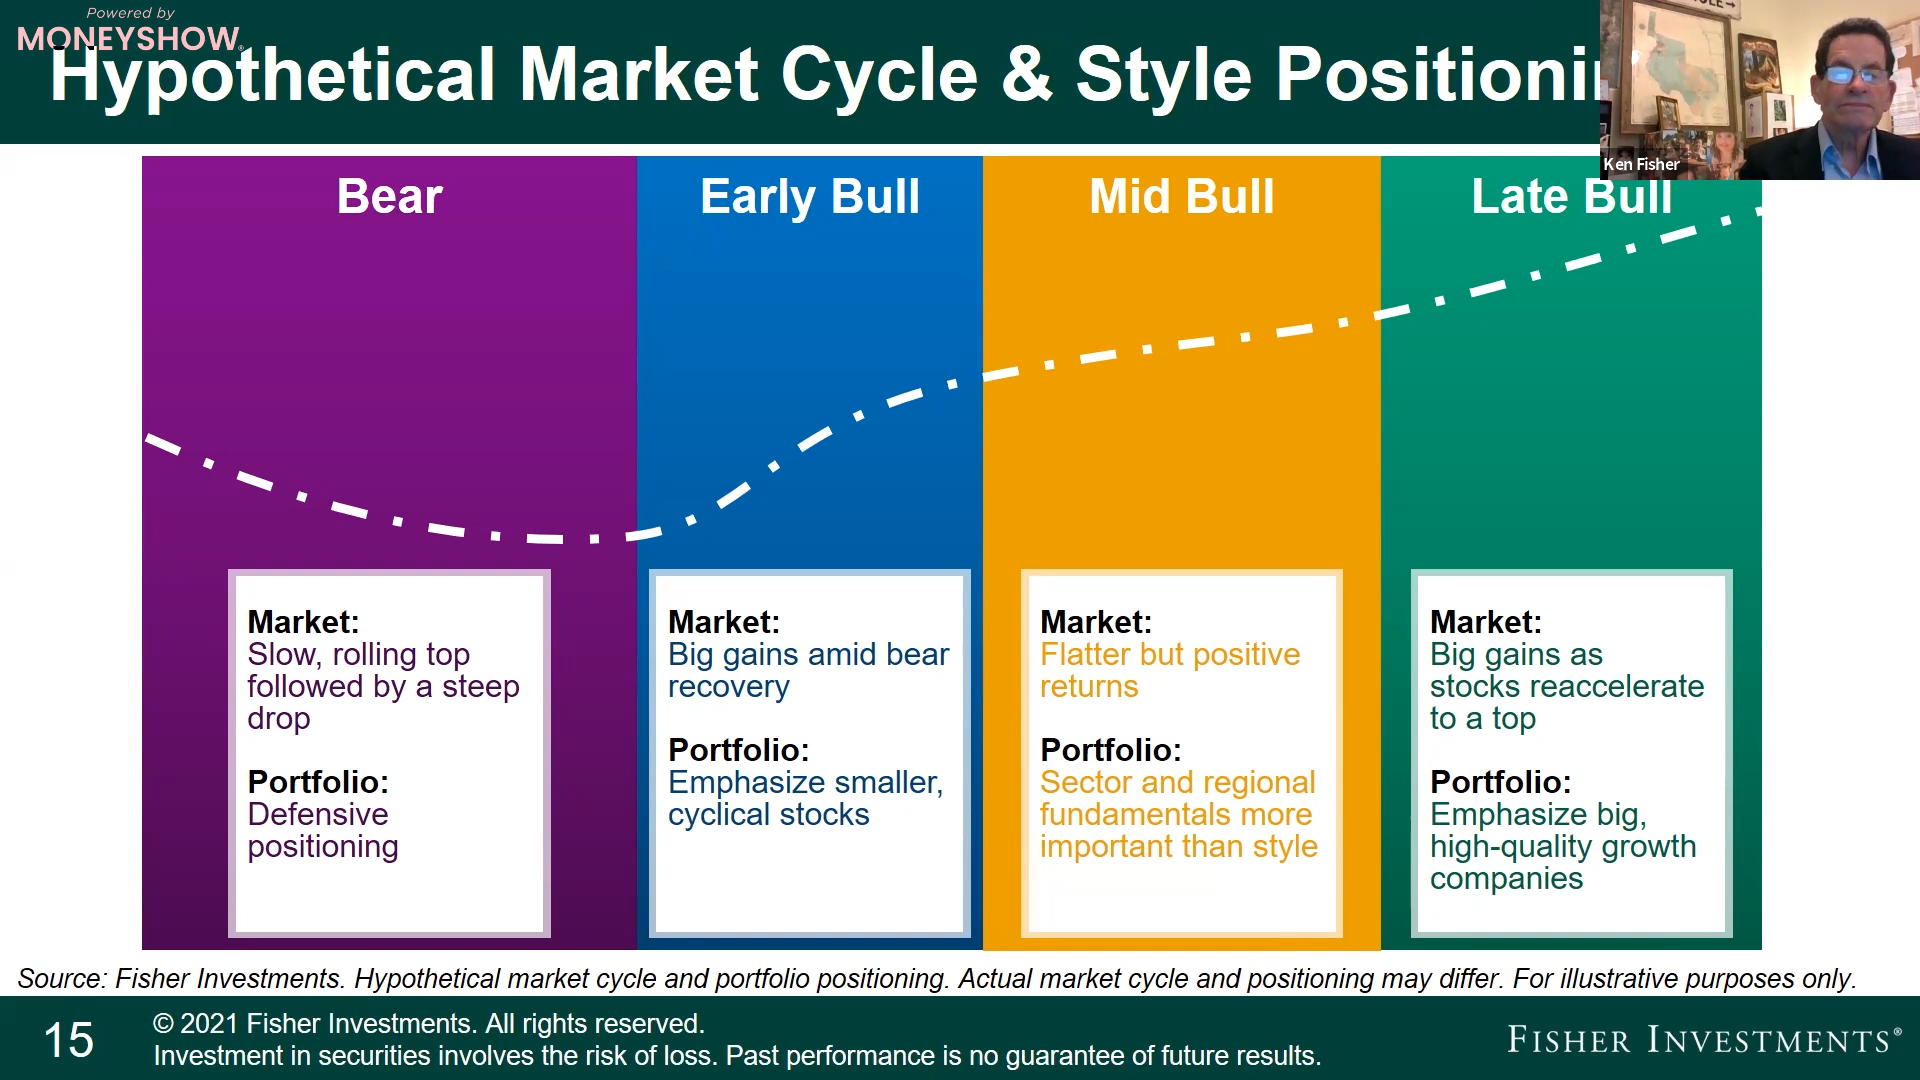 Powered by
MONEYSHOW
Hypothetical Market Cycle & Style Positioni
Ken Fisher
Bear
Early Bull
Mid Bull
Late Bull
Market:
Slow, rolling top
followed by a steep
drop
Portfolio:
Defensive
positioning
Market:
Big gains amid bear
recovery
Portfolio:
Emphasize smaller,
cyclical stocks
Market:
Flatter but positive
returns
Portfolio:
Sector and regional
fundamentals more
important than style
Market:
Big gains as
stocks reaccelerate
to a top
Portfolio:
Emphasize big,
high-quality growth
companies
Source: Fisher Investments. Hypothetical market cycle and portfolio positioning. Actual market cycle and positioning may differ. For illustrative purposes only.
15
© 2021 Fisher Investments. All rights reserved.
Investment in securities involves the risk of loss. Past performance is no guarantee of future results.
FISHER INVESTMENTS®